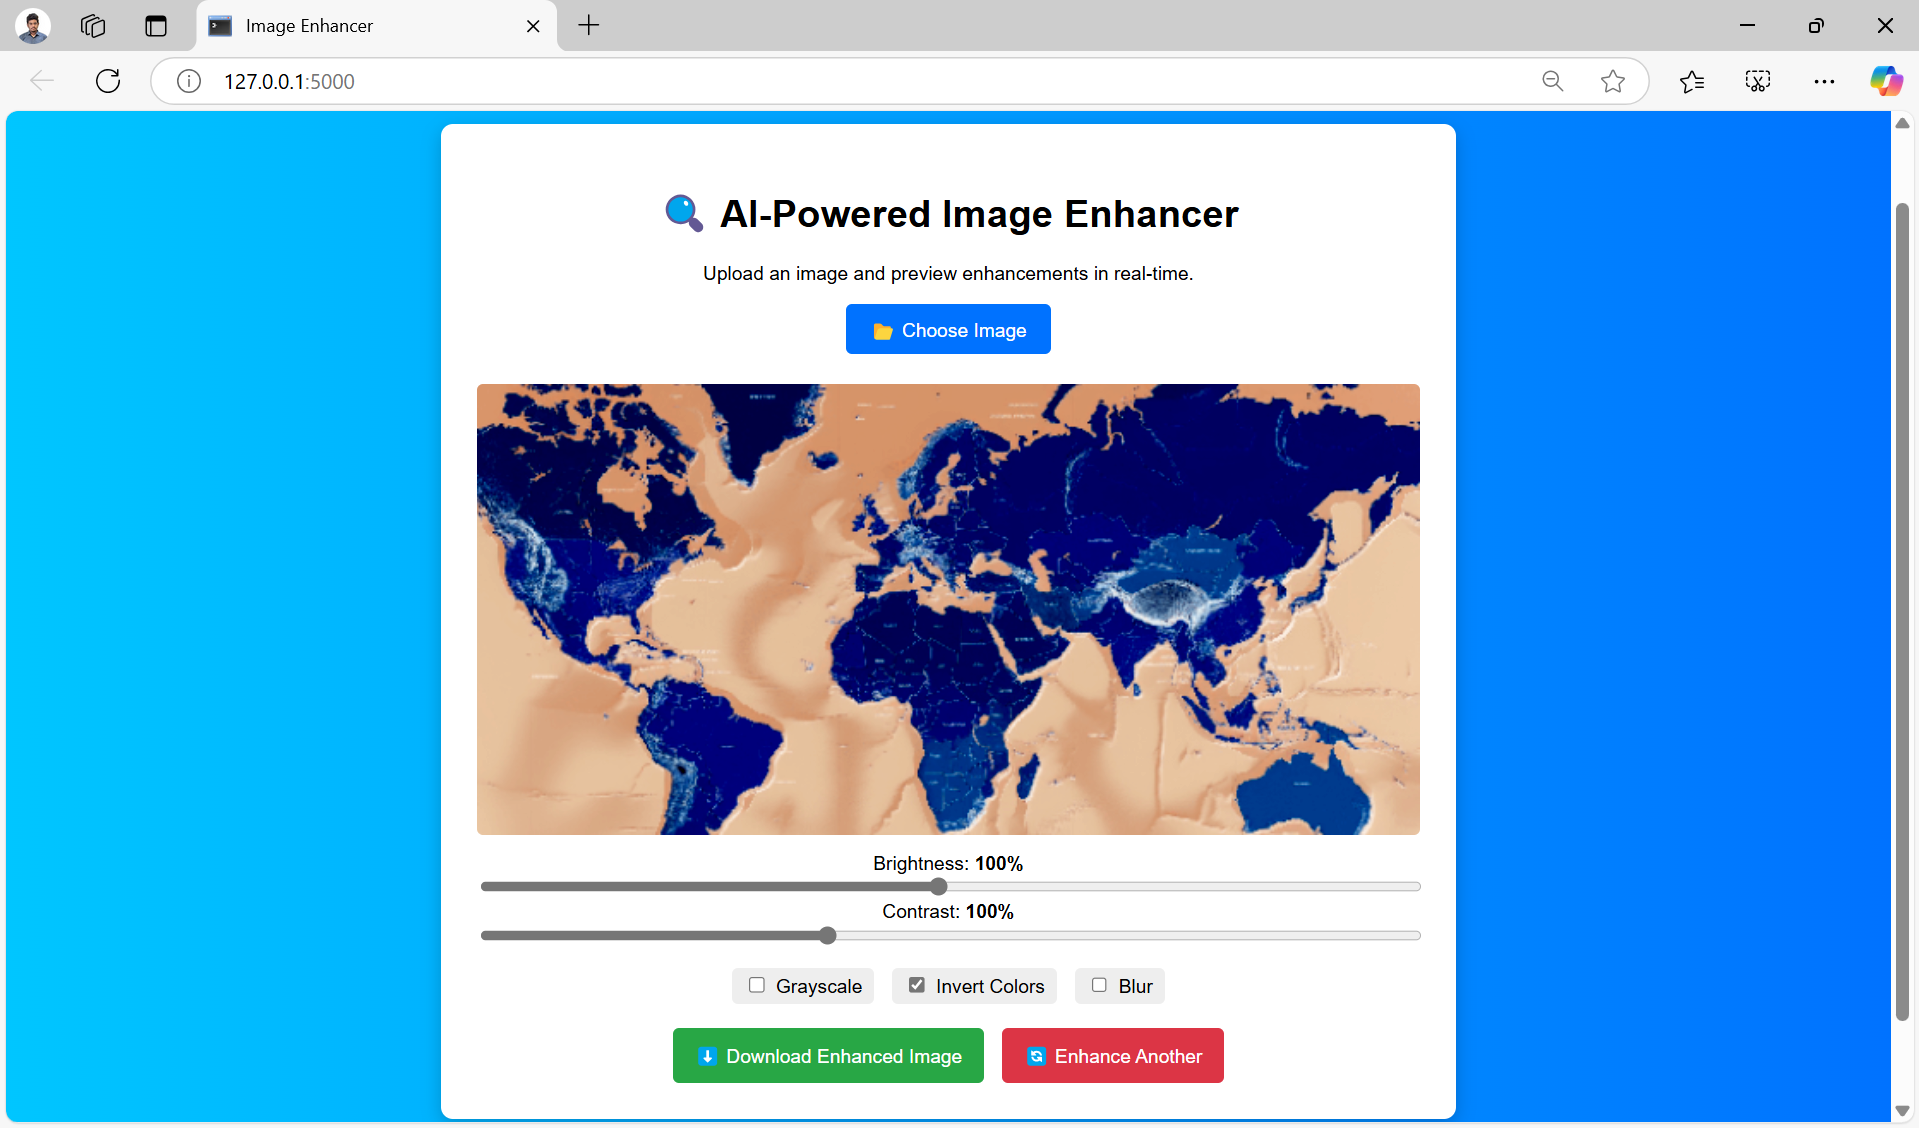 Image Enhancer
127.0.0.1:5000
AI-Powered Image Enhancer
Upload an image and preview enhancements in real-time.
Choose Image
Brightness: 100%
Contrast: 100%
Grayscale
Invert Colors
Blur
Download Enhanced Image
Enhance Another